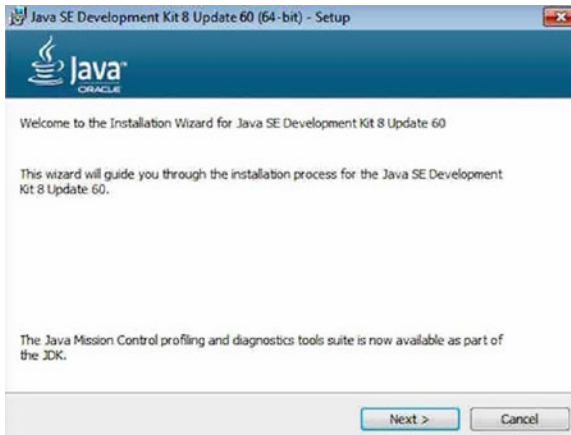 Java SE Development Kit 8 Update 60 (64-bit) - Setup
Java™
ORACLE
Welcome to the Installation Wizard for Java SE Development Kit 8 Update 60
This wizard will guide you through the installation process for the Java SE Development
Kit 8 Update 60.
The Java Mission Control profiling and diagnostics tools suite is now available as part of
the JDK.
Next >
Cancel